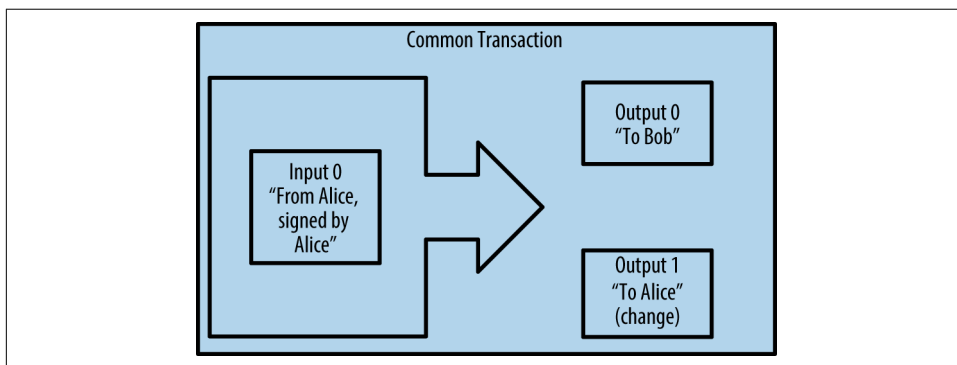 Common Transaction
Input 0
“From Alice,
signed by
Alice”
Output 0
“To Bob”
Output 1
“To Alice”
(change)